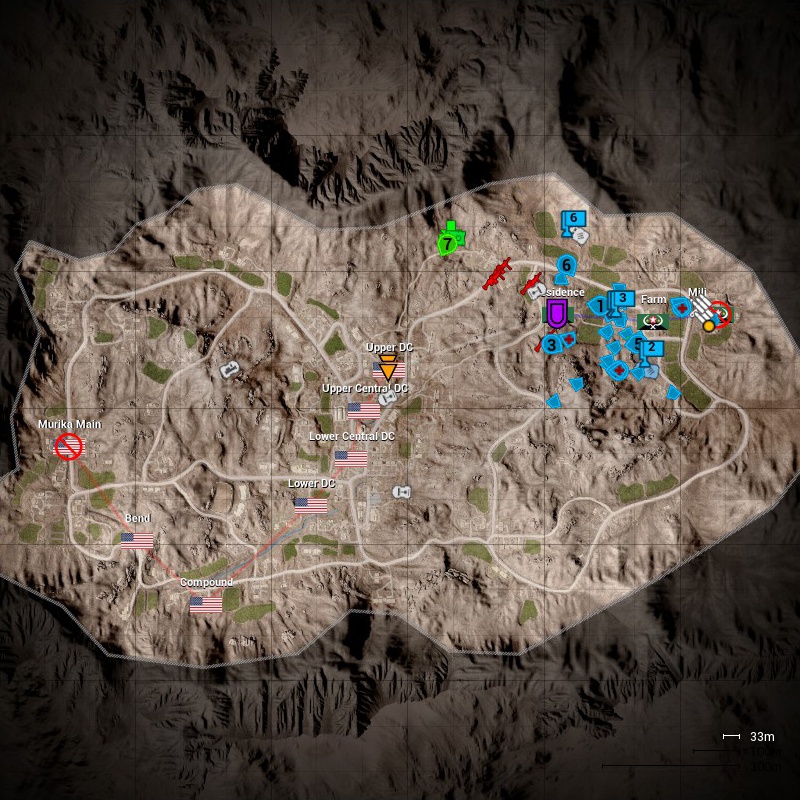 6
7
6
sidence
Farm
Mili
1
3
3
5
2
Upper DC
Upper Central DC
Murika Main
Lower Central DC
Lower DC
Bend
Compound
33m